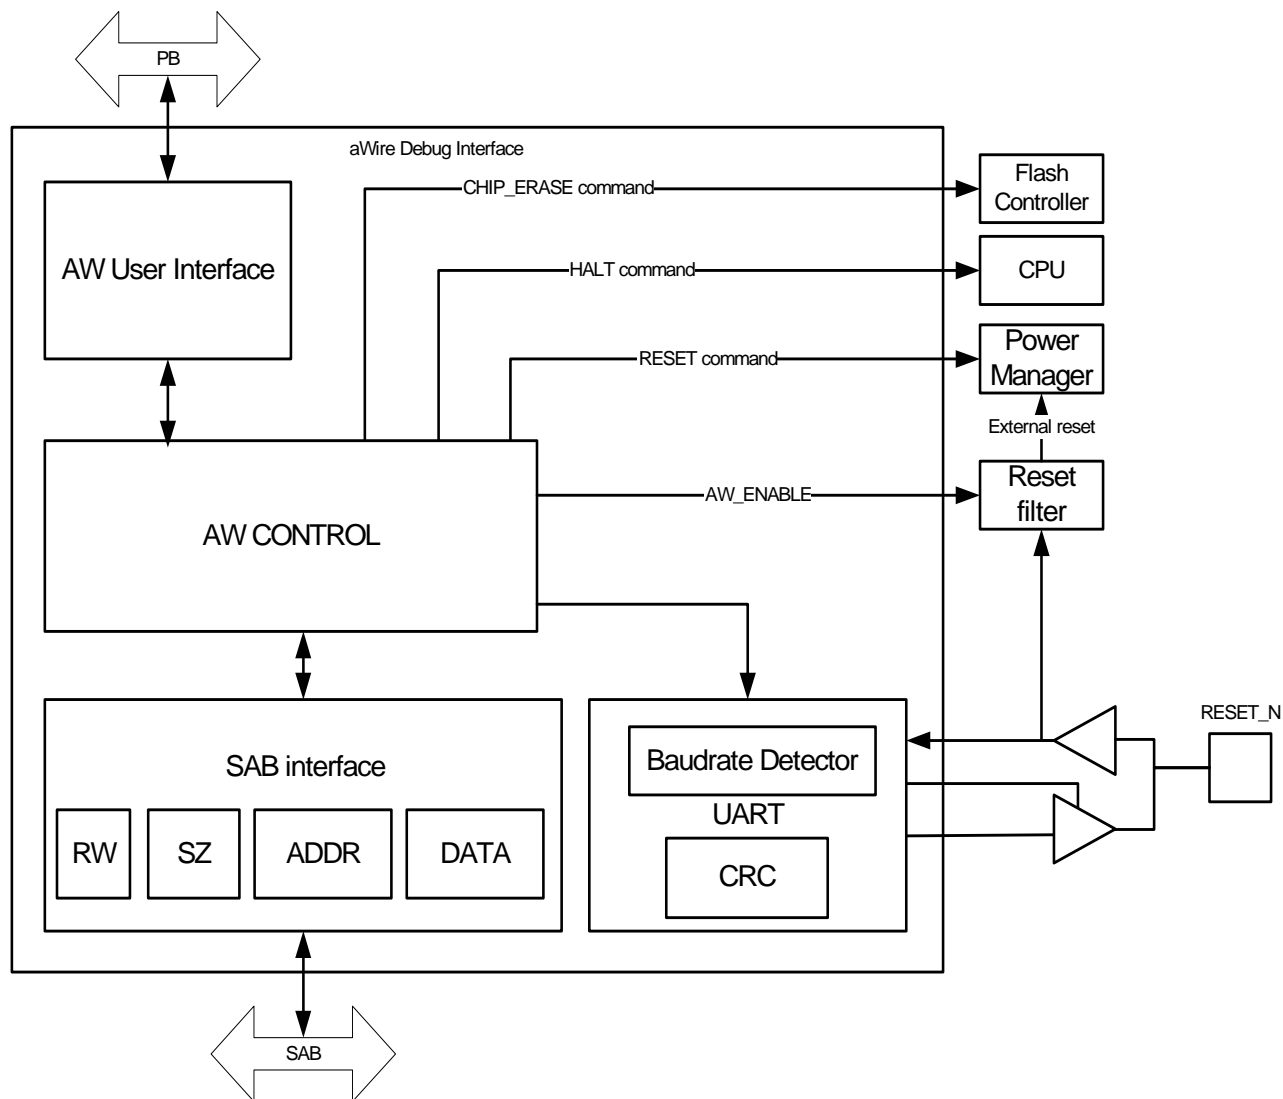 PB
aWire Debug Interface
CHIP_ERASE command
Flash
Controller
AW User Interface
HALT command
CPU
RESET command
Power
Manager
External reset
AW CONTROL
AW_ENABLE
Reset
filter
SAB interface
RW
SZ
ADDR
DATA
Baudrate Detector
UART
CRC
RESET_N
SAB